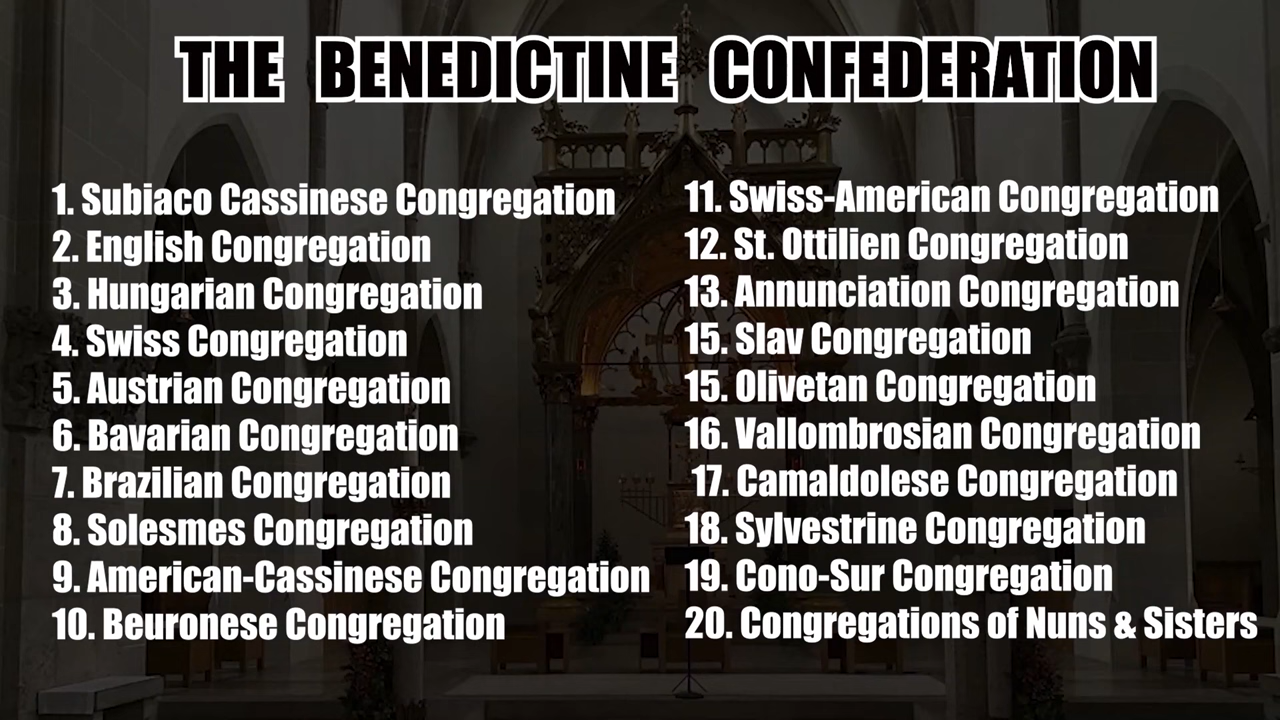 THE BENEDICTINE CONFEDERATION
1. Subiaco Cassinese Congregation
2. English Congregation
3. Hungarian Congregation
4. Swiss Congregation
5. Austrian Congregation
6. Bavarian Congregation
7. Brazilian Congregation
8. Solesmes Congregation
9. American-Cassinese Congregation
10. Beuronese Congregation
11. Swiss-American Congregation
12. St. Ottilien Congregation
13. Annunciation Congregation
15. Slav Congregation
15. Olivetan Congregation
16. Vallombrosian Congregation
17. Camaldolese Congregation
18. Sylvestrine Congregation
19. Cono-Sur Congregation
20. Congregations of Nuns & Sisters